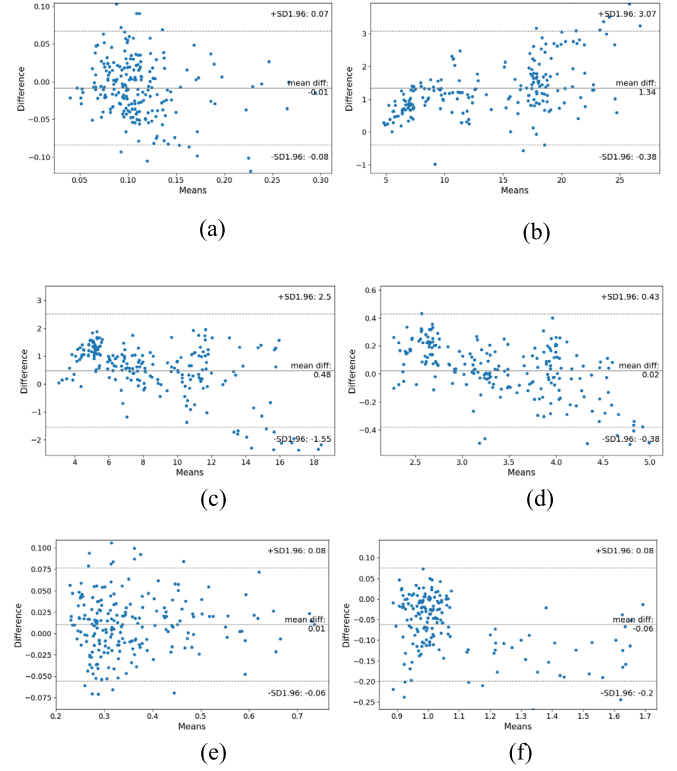 0.10
+SD1.96: 0.07
0.05
0.00
mean diff:
-0.01
−0.05
−0.10
-SD1.96: -0.08
Difference
0.05 0.10 0.15 0.20 0.25 0.30
Means
(a)
+SD1.96: 3.07
3
2
mean diff:
1.34
1
0
-SD1.96: -0.38
−1
Difference
5 10 15 20 25
Means
(b)
+SD1.96: 2.5
3
2
1
mean diff:
0.48
0
−1
-SD1.96: -1.55
−2
Difference
4 6 8 10 12 14 16 18
Means
(c)
0.6
+SD1.96: 0.43
0.4
0.2
mean diff:
0.02
0.0
−0.2
−0.4
-SD1.96: -0.38
Difference
2.5 3.0 3.5 4.0 4.5 5.0
Means
(d)
0.100
+SD1.96: 0.08
0.075
0.050
0.025
mean diff:
0.01
0.000
−0.025
−0.050
-SD1.96: -0.06
−0.075
Difference
0.2 0.3 0.4 0.5 0.6 0.7
Means
(e)
0.10
+SD1.96: 0.08
0.05
0.00
mean diff:
-0.06
−0.05
−0.10
−0.15
−0.20
-SD1.96: -0.2
−0.25
Difference
0.9 1.0 1.1 1.2 1.3 1.4 1.5 1.6 1.7
Means
(f)